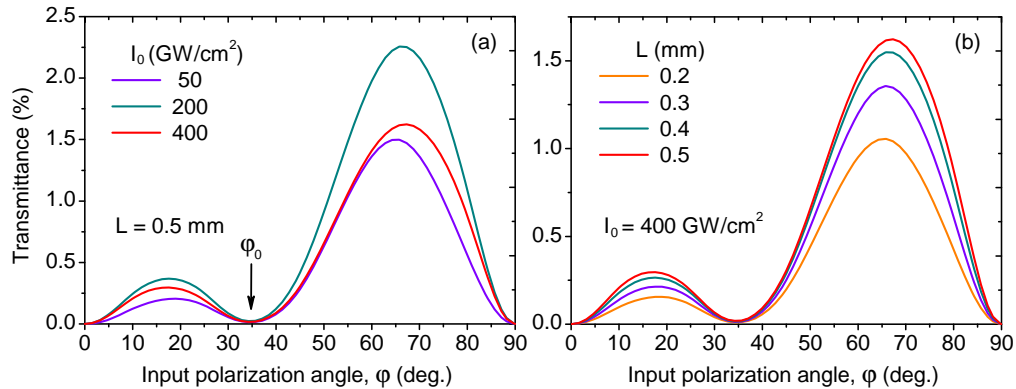 2.5
2.0
1.5
1.0
0.5
0.0
Transmittance (%)
I₀ (GW/cm²)
50
200
400
(a)
L = 0.5 mm
φ₀
0 10 20 30 40 50 60 70 80 90
Input polarization angle, φ (deg.)
1.5
1.0
0.5
0.0
(b)
L (mm)
0.2
0.3
0.4
0.5
I₀ = 400 GW/cm²
0 10 20 30 40 50 60 70 80 90
Input polarization angle, φ (deg.)